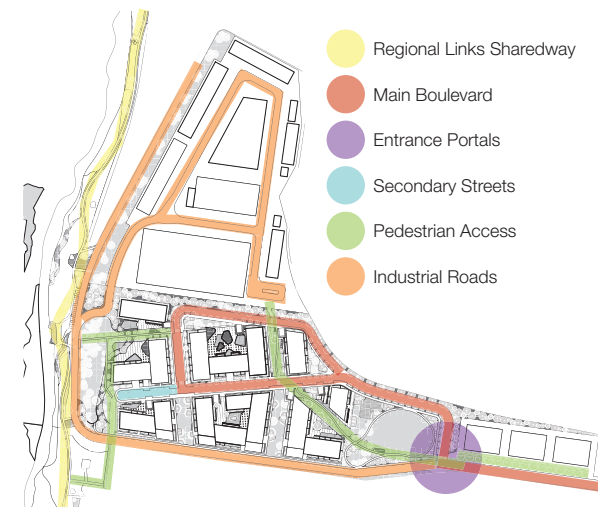 Regional Links Sharedway
Main Boulevard
Entrance Portals
Secondary Streets
Pedestrian Access
Industrial Roads